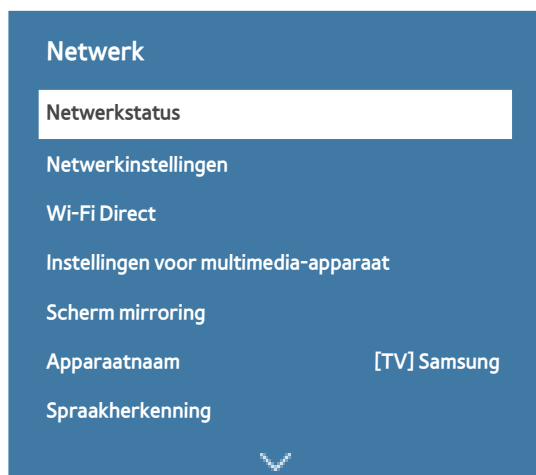 Netwerk
Netwerkstatus
Netwerkinstellingen
Wi-Fi Direct
Instellingen voor multimedia-apparaat
Scherm mirroring
Apparaatnaam [TV] Samsung
Spraakherkenning